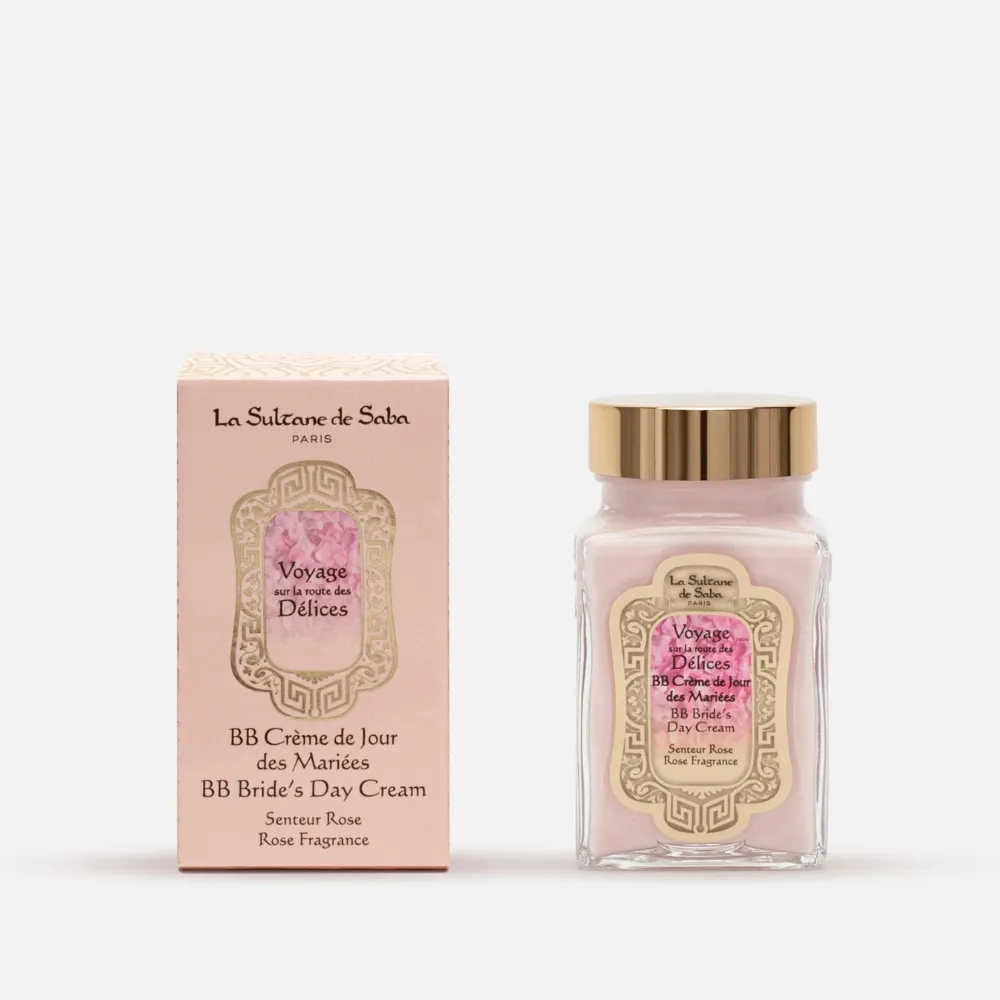 La Sultane de Saba
PARIS
Voyage
sur la route des
Délices
BB Crème de Jour
des Mariées
BB Bride's Day Cream
Senteur Rose
Rose Fragrance
La Sultane
de Saba
PARIS
Voyage
sur la route des
Délices
BB Crème de Jour
des Mariées
BB Bride's
Day Cream
Senteur Rose
Rose Fragrance